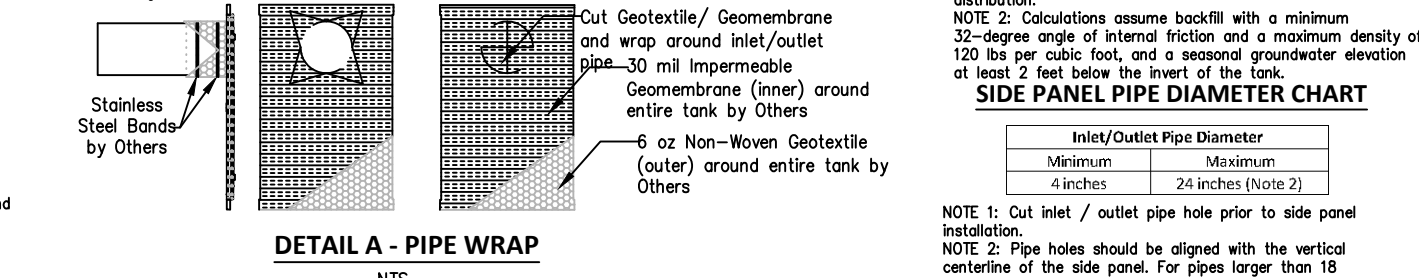 Stainless
Steel Bands
by Others
nd
Cut Geotextile/ Geomembrane
and wrap around inlet/outlet
pipe
30 mil Impermeable
Geomembrane (inner) around
entire tank by Others
6 oz Non-Woven Geotextile
(outer) around entire tank by
Others
DETAIL A - PIPE WRAP
NTS
distribution.
NOTE 2: Calculations assume backfill with a minimum
32-degree angle of internal friction and a maximum density of
120 lbs per cubic foot, and a seasonal groundwater elevation
at least 2 feet below the invert of the tank.
SIDE PANEL PIPE DIAMETER CHART
Inlet/Outlet Pipe Diameter
Minimum Maximum
4 inches 24 inches (Note 2)
NOTE 1: Cut inlet / outlet pipe hole prior to side panel
installation.
NOTE 2: Pipe holes should be aligned with the vertical
centerline of the side panel. For pipes larger than 18